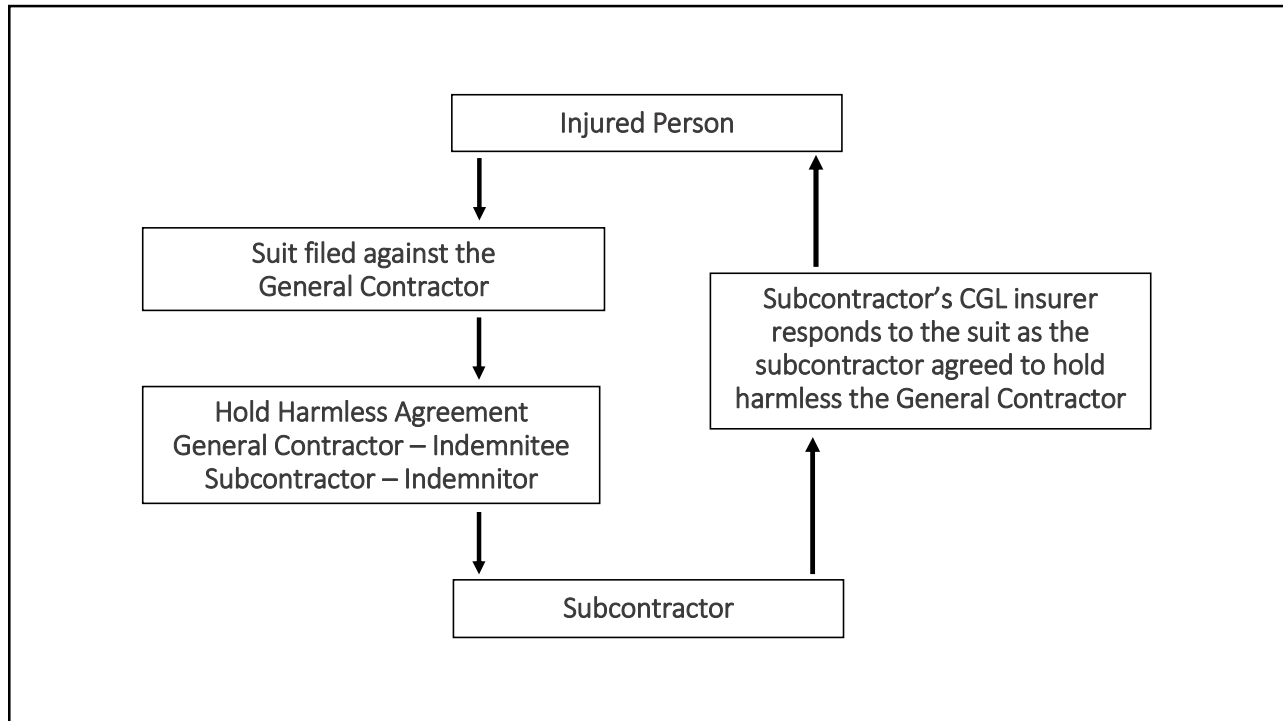 Injured Person
Suit filed against the
General Contractor
Hold Harmless Agreement
General Contractor – Indemnitee
Subcontractor – Indemnitor
Subcontractor
Subcontractor’s CGL insurer
responds to the suit as the
subcontractor agreed to hold
harmless the General Contractor